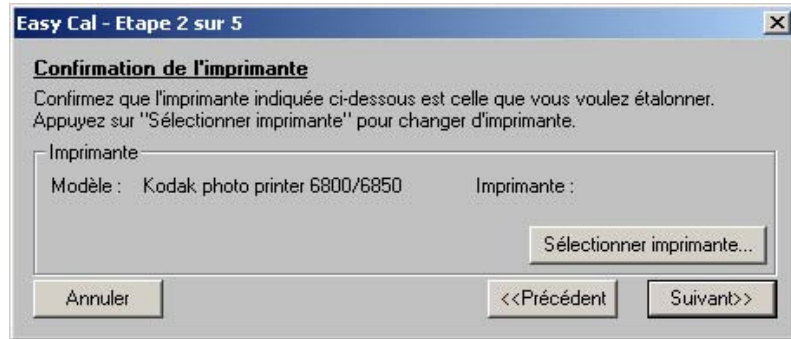 Easy Cal - Etape 2 sur 5
Confirmation de l'imprimante
Confirmez que l'imprimante indiquée ci-dessous est celle que vous voulez étalonner.
Appuyez sur "Sélectionner imprimante" pour changer d'imprimante.
Imprimante
Modèle : Kodak photo printer 6800/6850 Imprimante :
Sélectionner imprimante...
Annuler <<Précédent Suivant>>